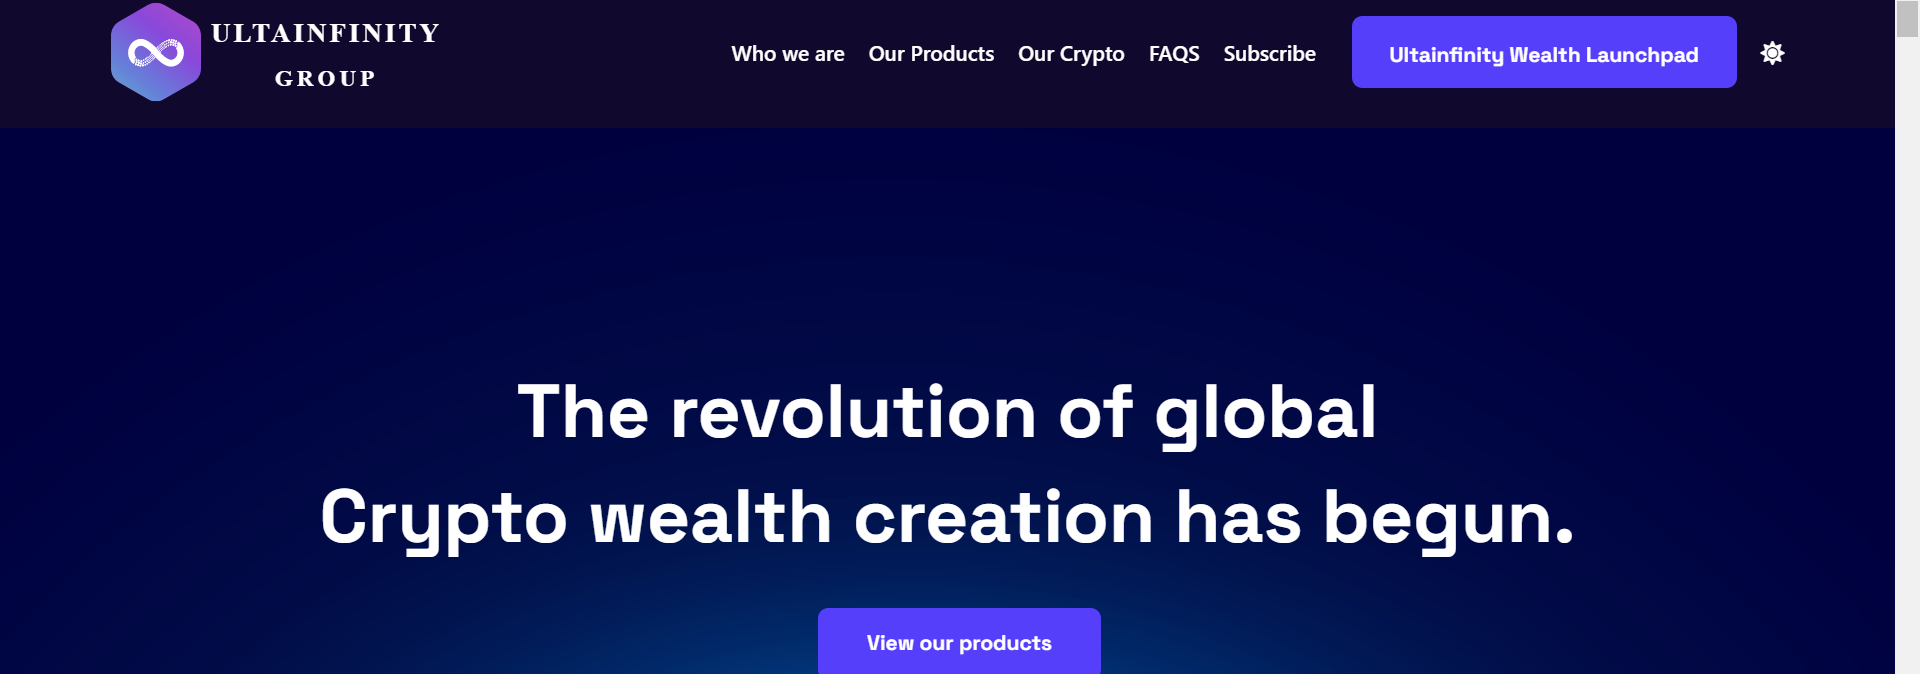 ULTAINFINITY
GROUP
Who we are
Our Products
Our Crypto
FAQS
Subscribe
Ultainfinity Wealth Launchpad
The revolution of global
Crypto wealth creation has begun.
View our products